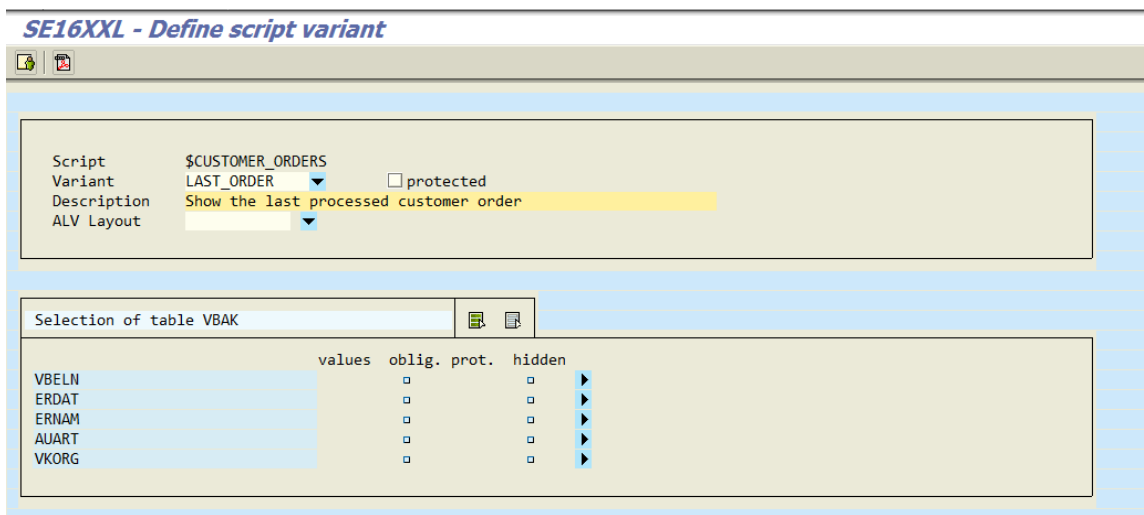 SE16XXL - Define script variant
Script $CUSTOMER_ORDERS
Variant LAST_ORDER protected
Description Show the last processed customer order
ALV Layout
Selection of table VBAK
values oblig. prot. hidden
VBELN
ERDAT
ERNAM
AUART
VKORG